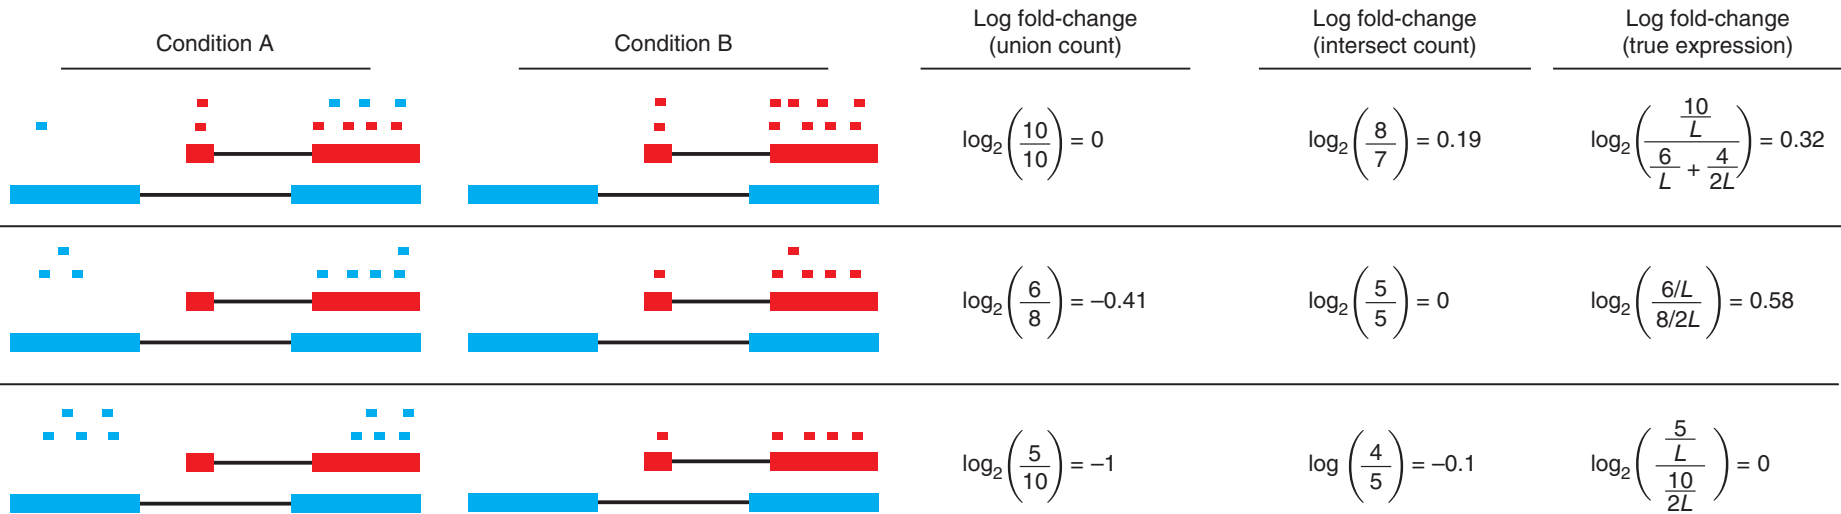 Condition A
Condition B
Log fold-change
(union count)
Log fold-change
(intersect count)
Log fold-change
(true expression)
log2(10/10) = 0
log2(8/7) = 0.19
log2((10/L)/(6/L + 4/2L)) = 0.32
log2(6/8) = –0.41
log2(5/5) = 0
log2((6/L)/(8/2L)) = 0.58
log2(5/10) = –1
log (4/5) = –0.1
log2((5/L)/(10/2L)) = 0